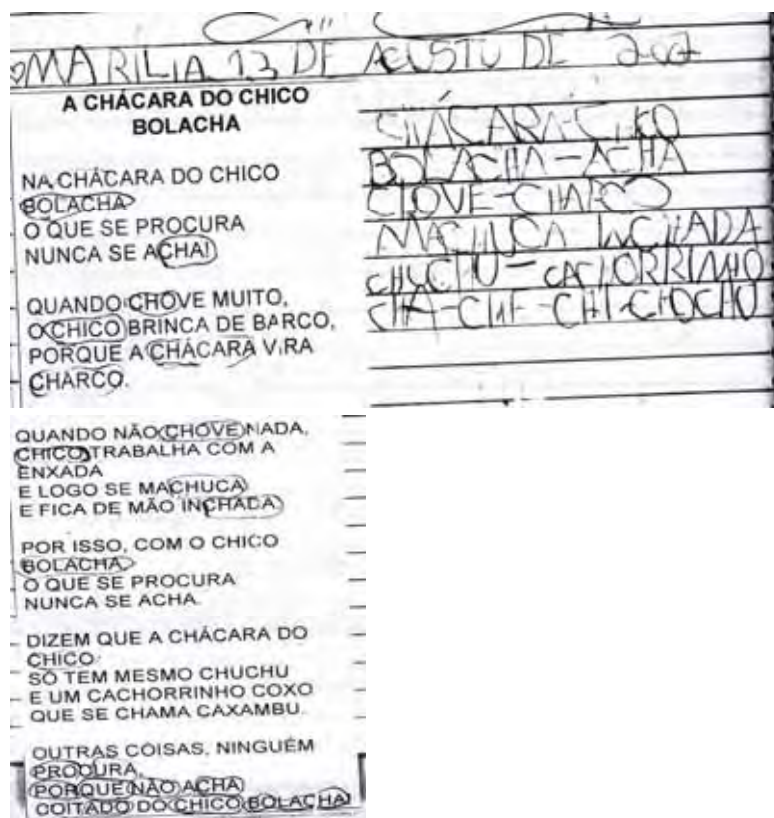 MARILIA 13 DE AGUSTU DE 2007
A CHÁCARA DO CHICO
BOLACHA
NA CHÁCARA DO CHICO
BOLACHA
O QUE SE PROCURA
NUNCA SE ACHA!
QUANDO CHOVE MUITO,
O CHICO BRINCA DE BARCO,
PORQUE A CHÁCARA VIRA
CHARCO.
CHÁCARA-CHIKO
BOLACHA-ACHA
CHOVE-CHARCO
MACHUCA INCHADA
CHUCHU-CACHORRINHO
CHA-CHE-CHI-CHOCHU
QUANDO NÃO CHOVE NADA,
CHICO TRABALHA COM A
ENXADA
E LOGO SE MACHUCA
E FICA DE MÃO INCHADA.
POR ISSO, COM O CHICO
BOLACHA
O QUE SE PROCURA
NUNCA SE ACHA.
DIZEM QUE A CHÁCARA DO
CHICO
SÓ TEM MESMO CHUCHU
E UM CACHORRINHO COXO
QUE SE CHAMA CAXAMBU.
OUTRAS COISAS, NINGUÉM
PROCURA,
PORQUE NÃO ACHA
COITADO DO CHICO BOLACHA!